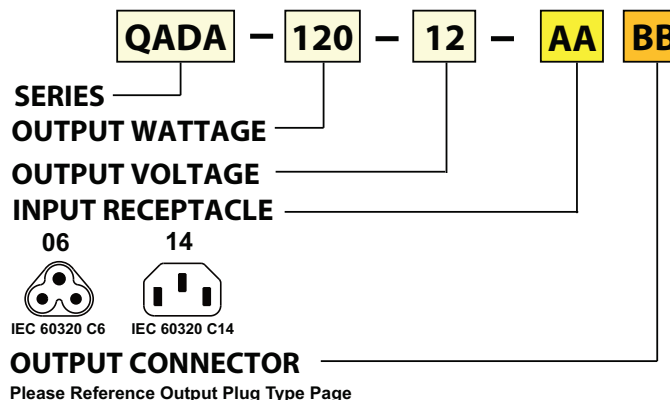 QADA – 120 – 12 – AA BB
SERIES
OUTPUT WATTAGE
OUTPUT VOLTAGE
INPUT RECEPTACLE
06 14
IEC 60320 C6 IEC 60320 C14
OUTPUT CONNECTOR
Please Reference Output Plug Type Page